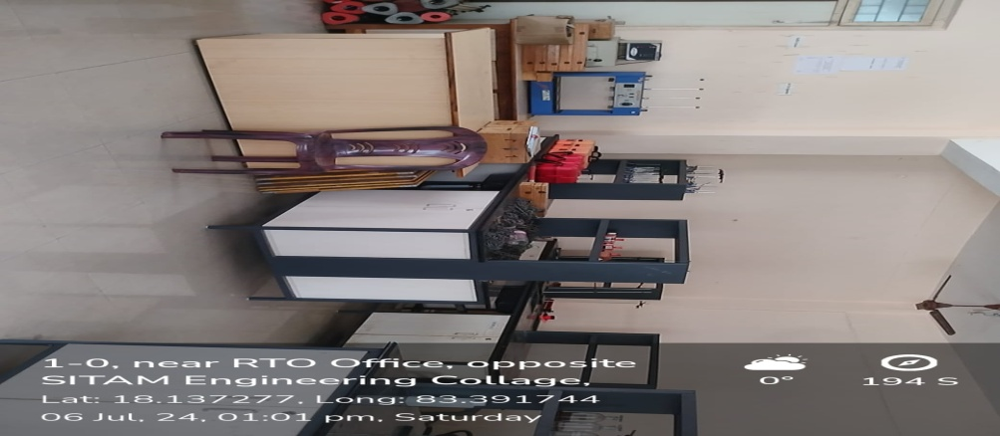 1-0, near RTO Office, opposite
SITAM Engineering Collage,
Lat: 18.137277, Long: 83.391744
06 Jul, 24, 01:01 pm, Saturday
0°
194 S